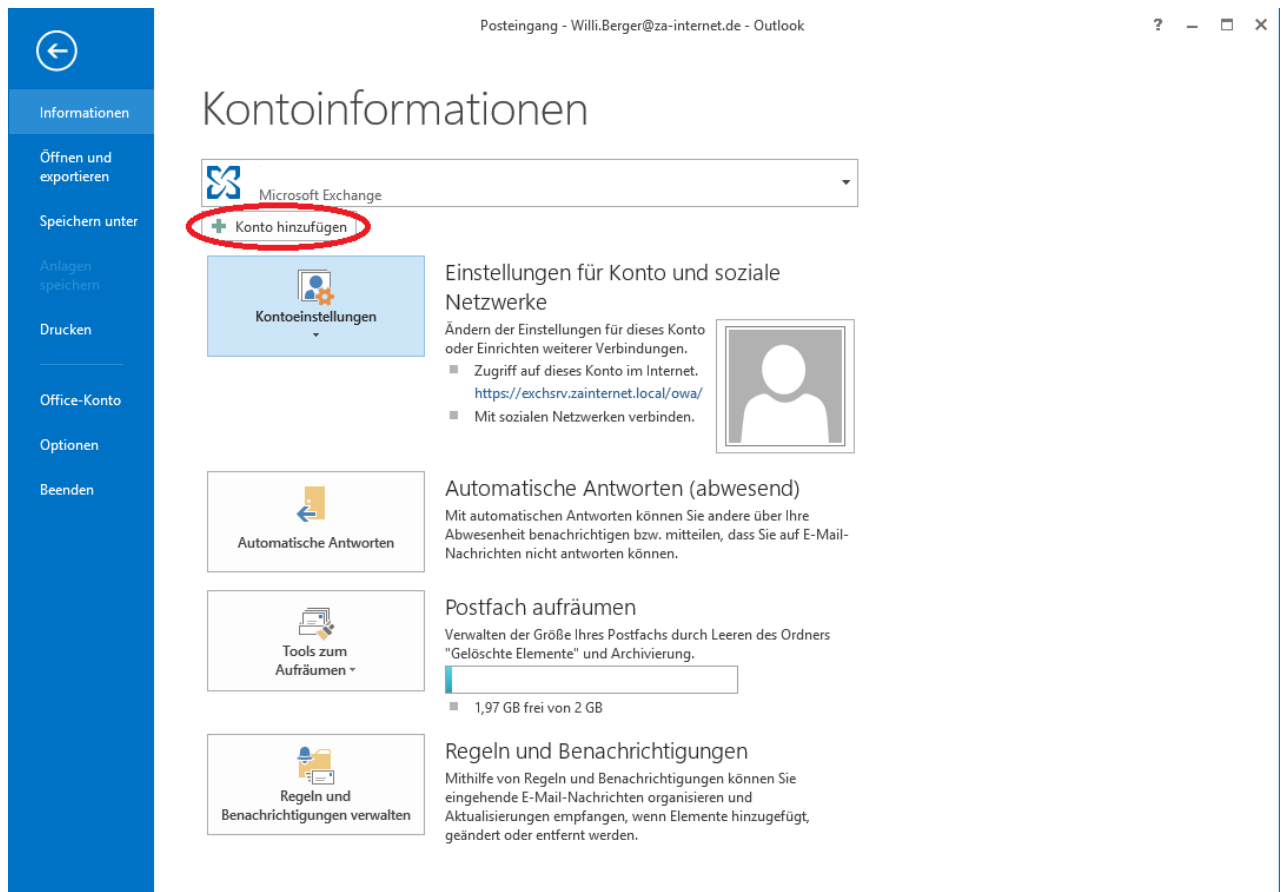 Posteingang - Willi.Berger@za-internet.de - Outlook
?
Informationen
Öffnen und
exportieren
Speichern unter
Anlagen
speichern
Drucken
Office-Konto
Optionen
Beenden
Kontoinformationen
Microsoft Exchange
Konto hinzufügen
Kontoeinstellungen
Einstellungen für Konto und soziale
Netzwerke
Ändern der Einstellungen für dieses Konto
oder Einrichten weiterer Verbindungen.
Zugriff auf dieses Konto im Internet.
https://exchsrv.zainternet.local/owa/
Mit sozialen Netzwerken verbinden.
Automatische Antworten
Automatische Antworten (abwesend)
Mit automatischen Antworten können Sie andere über Ihre
Abwesenheit benachrichtigen bzw. mitteilen, dass Sie auf E-Mail-
Nachrichten nicht antworten können.
Tools zum
Aufräumen
Postfach aufräumen
Verwalten der Größe Ihres Postfachs durch Leeren des Ordners
"Gelöschte Elemente" und Archivierung.
1,97 GB frei von 2 GB
Regeln und
Benachrichtigungen verwalten
Regeln und Benachrichtigungen
Mithilfe von Regeln und Benachrichtigungen können Sie
eingehende E-Mail-Nachrichten organisieren und
Aktualisierungen empfangen, wenn Elemente hinzugefügt,
geändert oder entfernt werden.